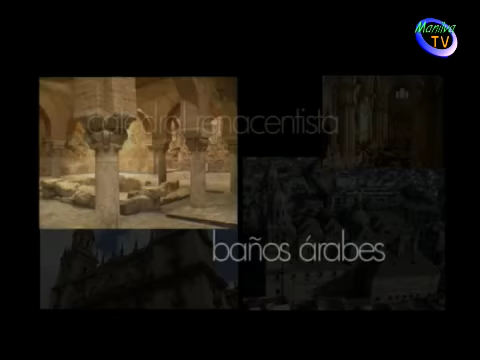 Manilva
TV
catedral renacentista
baños árabes